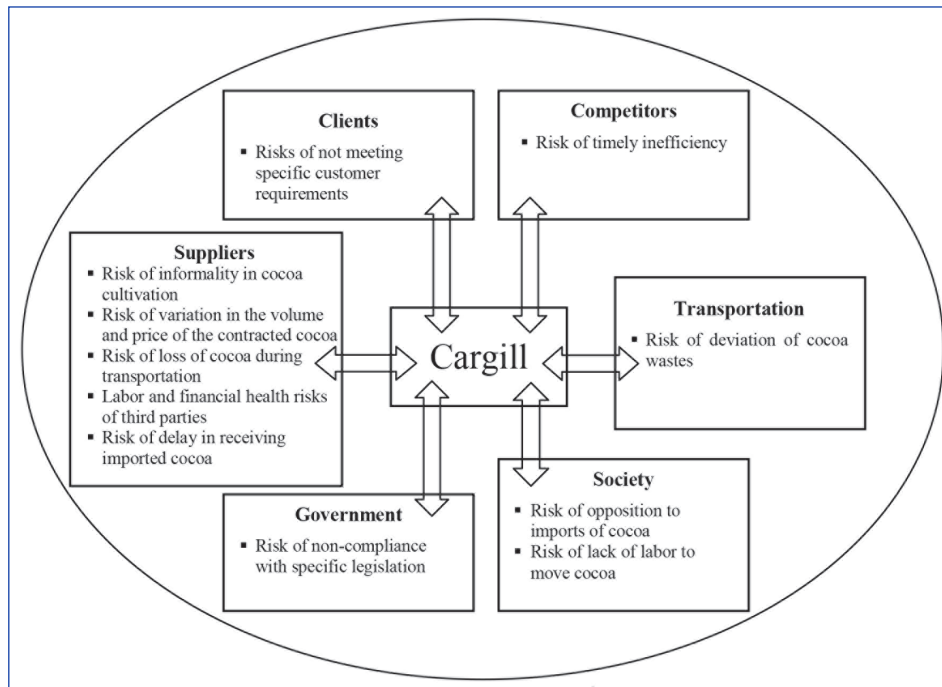 Clients
▪ Risks of not meeting
specific customer
requirements
Competitors
▪ Risk of timely inefficiency
Suppliers
▪ Risk of informality in cocoa
cultivation
▪ Risk of variation in the volume
and price of the contracted cocoa
▪ Risk of loss of cocoa during
transportation
▪ Labor and financial health risks
of third parties
▪ Risk of delay in receiving
imported cocoa
Cargill
Transportation
▪ Risk of deviation of cocoa
wastes
Government
▪ Risk of non-compliance
with specific legislation
Society
▪ Risk of opposition to
imports of cocoa
▪ Risk of lack of labor to
move cocoa